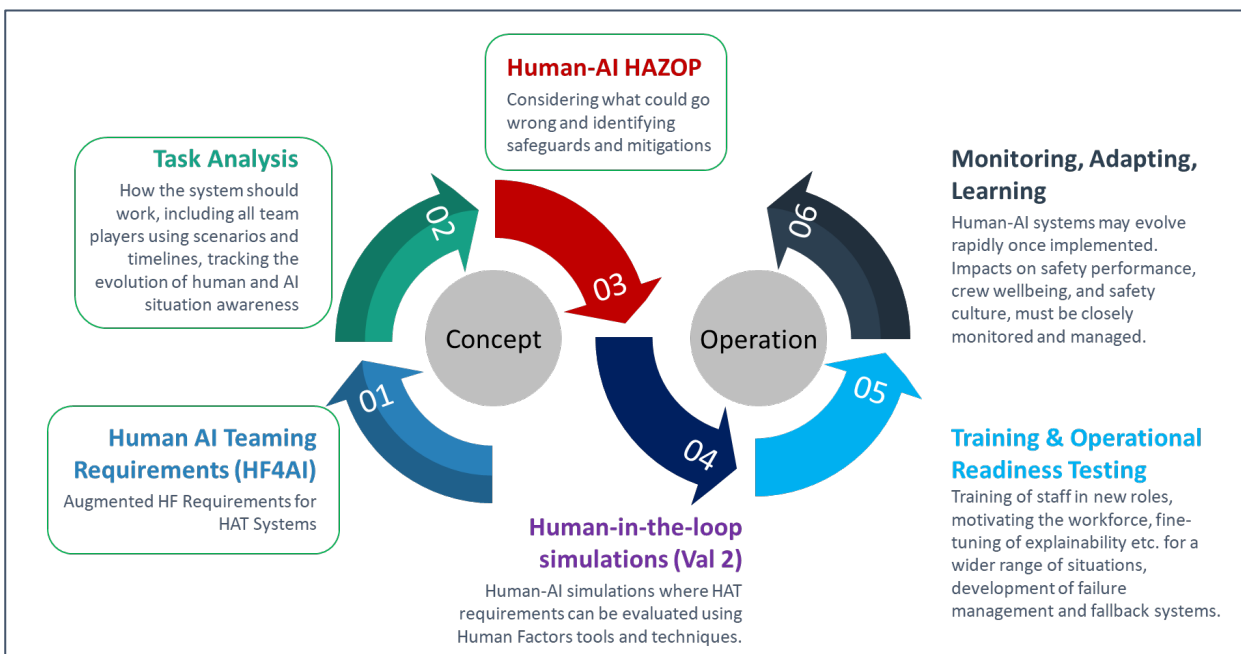 Human AI Teaming
Requirements (HF4AI)
Augmented HF Requirements for
HAT Systems
01
Task Analysis
How the system should
work, including all team
players using scenarios and
timelines, tracking the
evolution of human and AI
situation awareness
02
Human-AI HAZOP
Considering what could go
wrong and identifying
safeguards and mitigations
03
Concept
Operation
04
Human-in-the-loop
simulations (Val 2)
Human-AI simulations where HAT
requirements can be evaluated using
Human Factors tools and techniques.
05
Training & Operational
Readiness Testing
Training of staff in new roles,
motivating the workforce, fine-
tuning of explainability etc. for a
wider range of situations,
development of failure
management and fallback systems.
06
Monitoring, Adapting,
Learning
Human-AI systems may evolve
rapidly once implemented.
Impacts on safety performance,
crew wellbeing, and safety
culture, must be closely
monitored and managed.